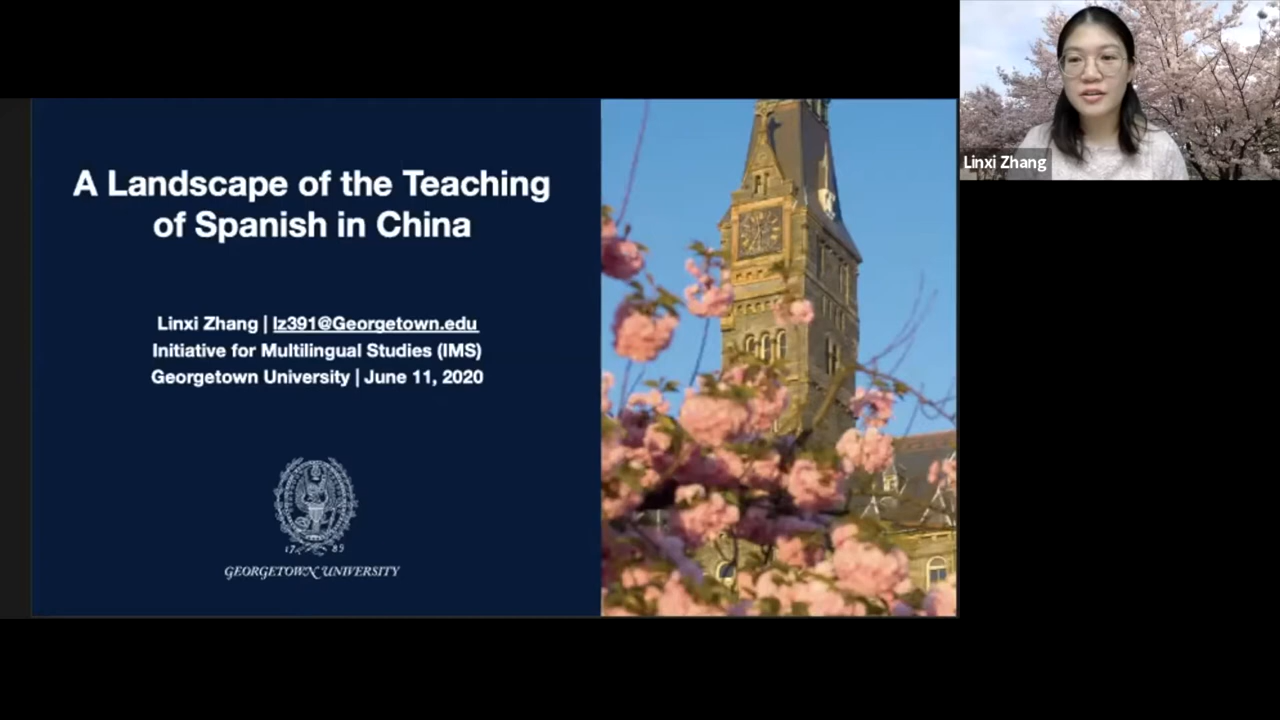 A Landscape of the Teaching
of Spanish in China
Linxi Zhang | lz391@Georgetown.edu
Initiative for Multilingual Studies (IMS)
Georgetown University | June 11, 2020
17 89
GEORGETOWN UNIVERSITY
Linxi Zhang